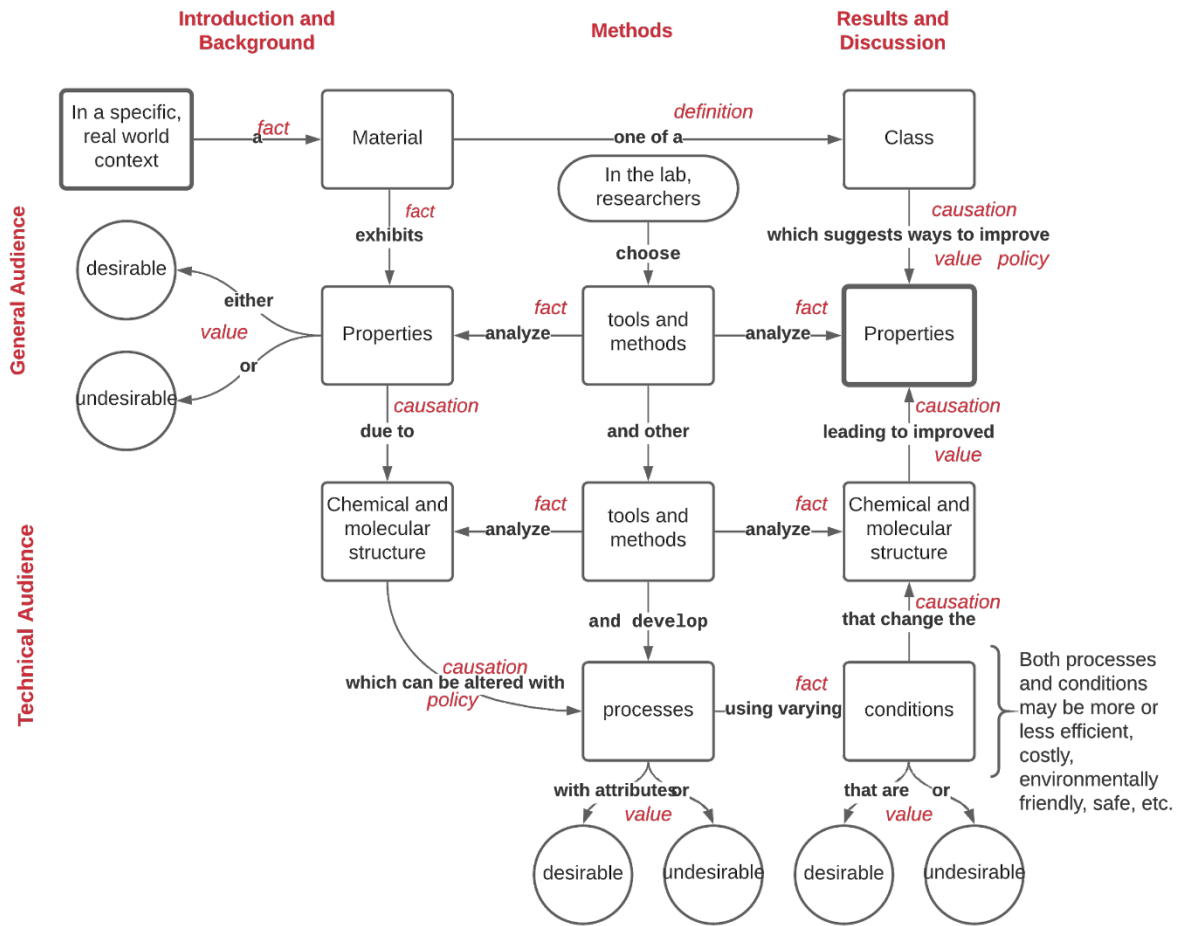 Introduction and
Background
Methods
Results and
Discussion
In a specific,
real world
context
fact
a
Material
definition
one of a
Class
In the lab,
researchers
General Audience
fact
exhibits
choose
causation
which suggests ways to improve
value policy
desirable
either
value
or
undesirable
Properties
fact
analyze
tools and
methods
fact
analyze
Properties
causation
due to
and other
causation
leading to improved
value
Technical Audience
Chemical and
molecular
structure
fact
analyze
tools and
methods
fact
analyze
Chemical and
molecular
structure
and develop
causation
that change the
causation
which can be altered with
policy
processes
fact
using varying
conditions
Both processes
and conditions
may be more or
less efficient,
costly,
environmentally
friendly, safe, etc.
with attributes
or
value
that are
or
value
desirable
undesirable
desirable
undesirable